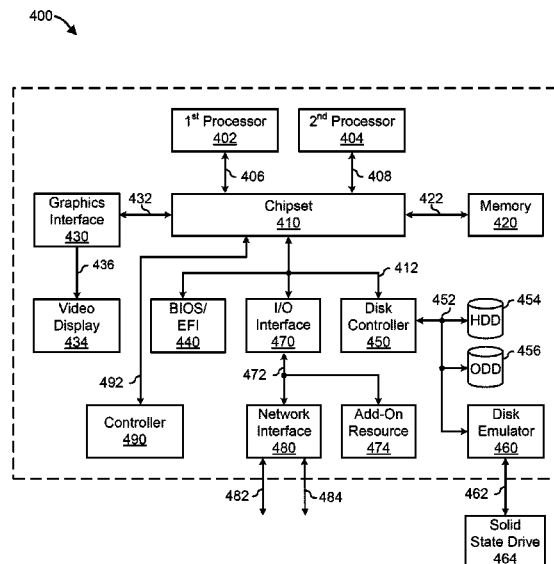 400
1st Processor
402
2nd Processor
404
406
408
Graphics
Interface
430
432
Chipset
410
422
Memory
420
436
412
Video
Display
434
BIOS/
EFI
440
I/O
Interface
470
Disk
Controller
450
452
HDD
454
ODD
456
492
472
Controller
490
Network
Interface
480
Add-On
Resource
474
Disk
Emulator
460
482
484
462
Solid
State Drive
464